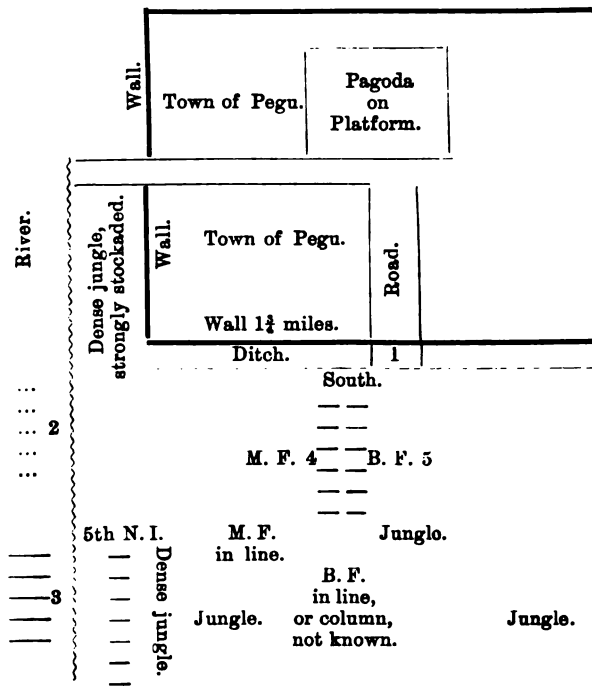 Wall.
Town of Pegu.
Pagoda
on
Platform.
River.
Dense jungle,
strongly stockaded.
Wall.
Town of Pegu.
Road.
Wall 1¾ miles.
Ditch.
1
South.
2
M. F. 4
B. F. 5
5th N. I.
M. F.
in line.
Junglo.
3
Dense jungle.
Jungle.
B. F.
in line,
or column,
not known.
Jungle.